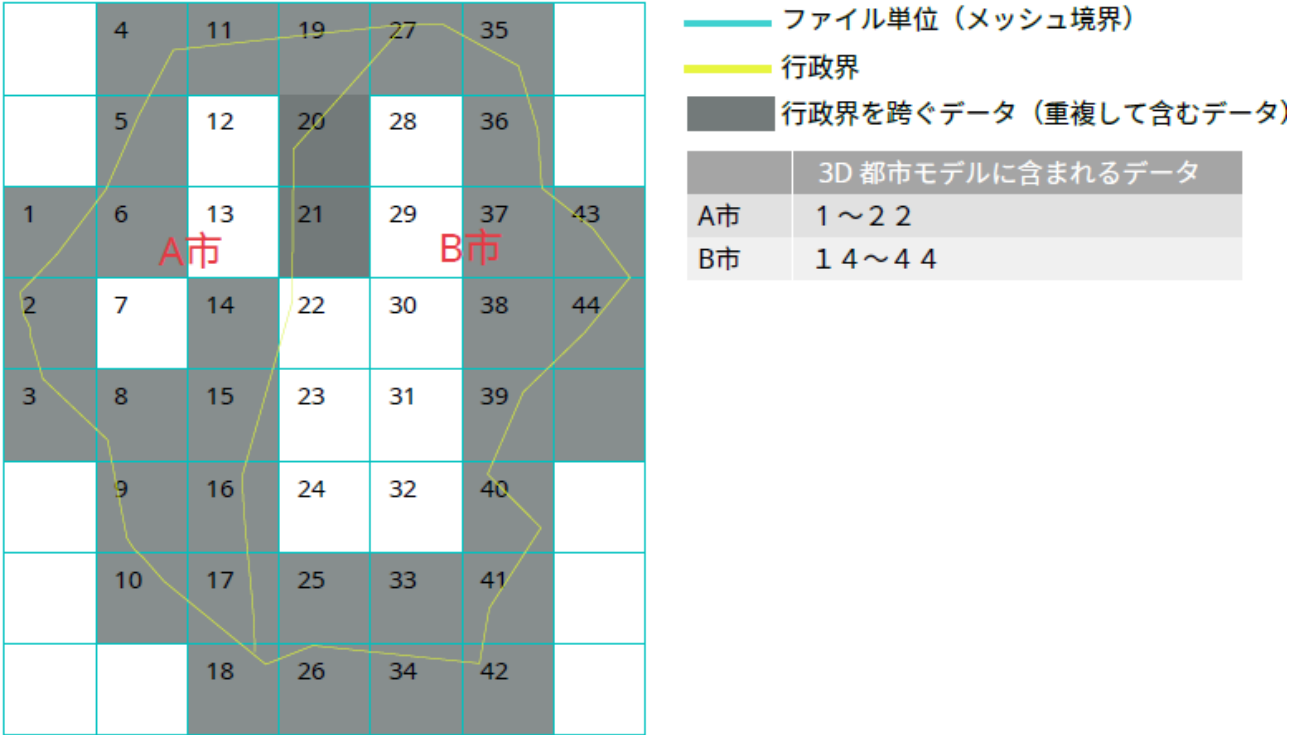 4 11 19 27 35
5 12 20 28 36
1 6 13 21 29 37 43
A市 B市
2 7 14 22 30 38 44
3 8 15 23 31 39
9 16 24 32 40
10 17 25 33 41
18 26 34 42
ファイル単位（メッシュ境界）
行政界
行政界を跨ぐデータ（重複して含むデータ）
3D 都市モデルに含まれるデータ
A市 1～２２
B市 １４～４４